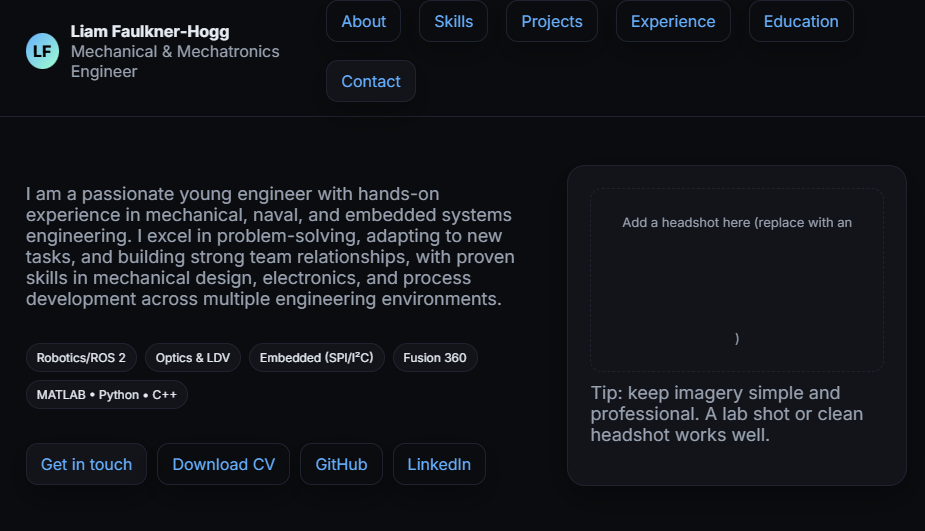 LF
Liam Faulkner-Hogg
Mechanical & Mechatronics
Engineer
About
Skills
Projects
Experience
Education
Contact
I am a passionate young engineer with hands-on
experience in mechanical, naval, and embedded systems
engineering. I excel in problem-solving, adapting to new
tasks, and building strong team relationships, with proven
skills in mechanical design, electronics, and process
development across multiple engineering environments.
Robotics/ROS 2
Optics & LDV
Embedded (SPI/I²C)
Fusion 360
MATLAB • Python • C++
Get in touch
Download CV
GitHub
LinkedIn
Add a headshot here (replace with an
)
Tip: keep imagery simple and
professional. A lab shot or clean
headshot works well.